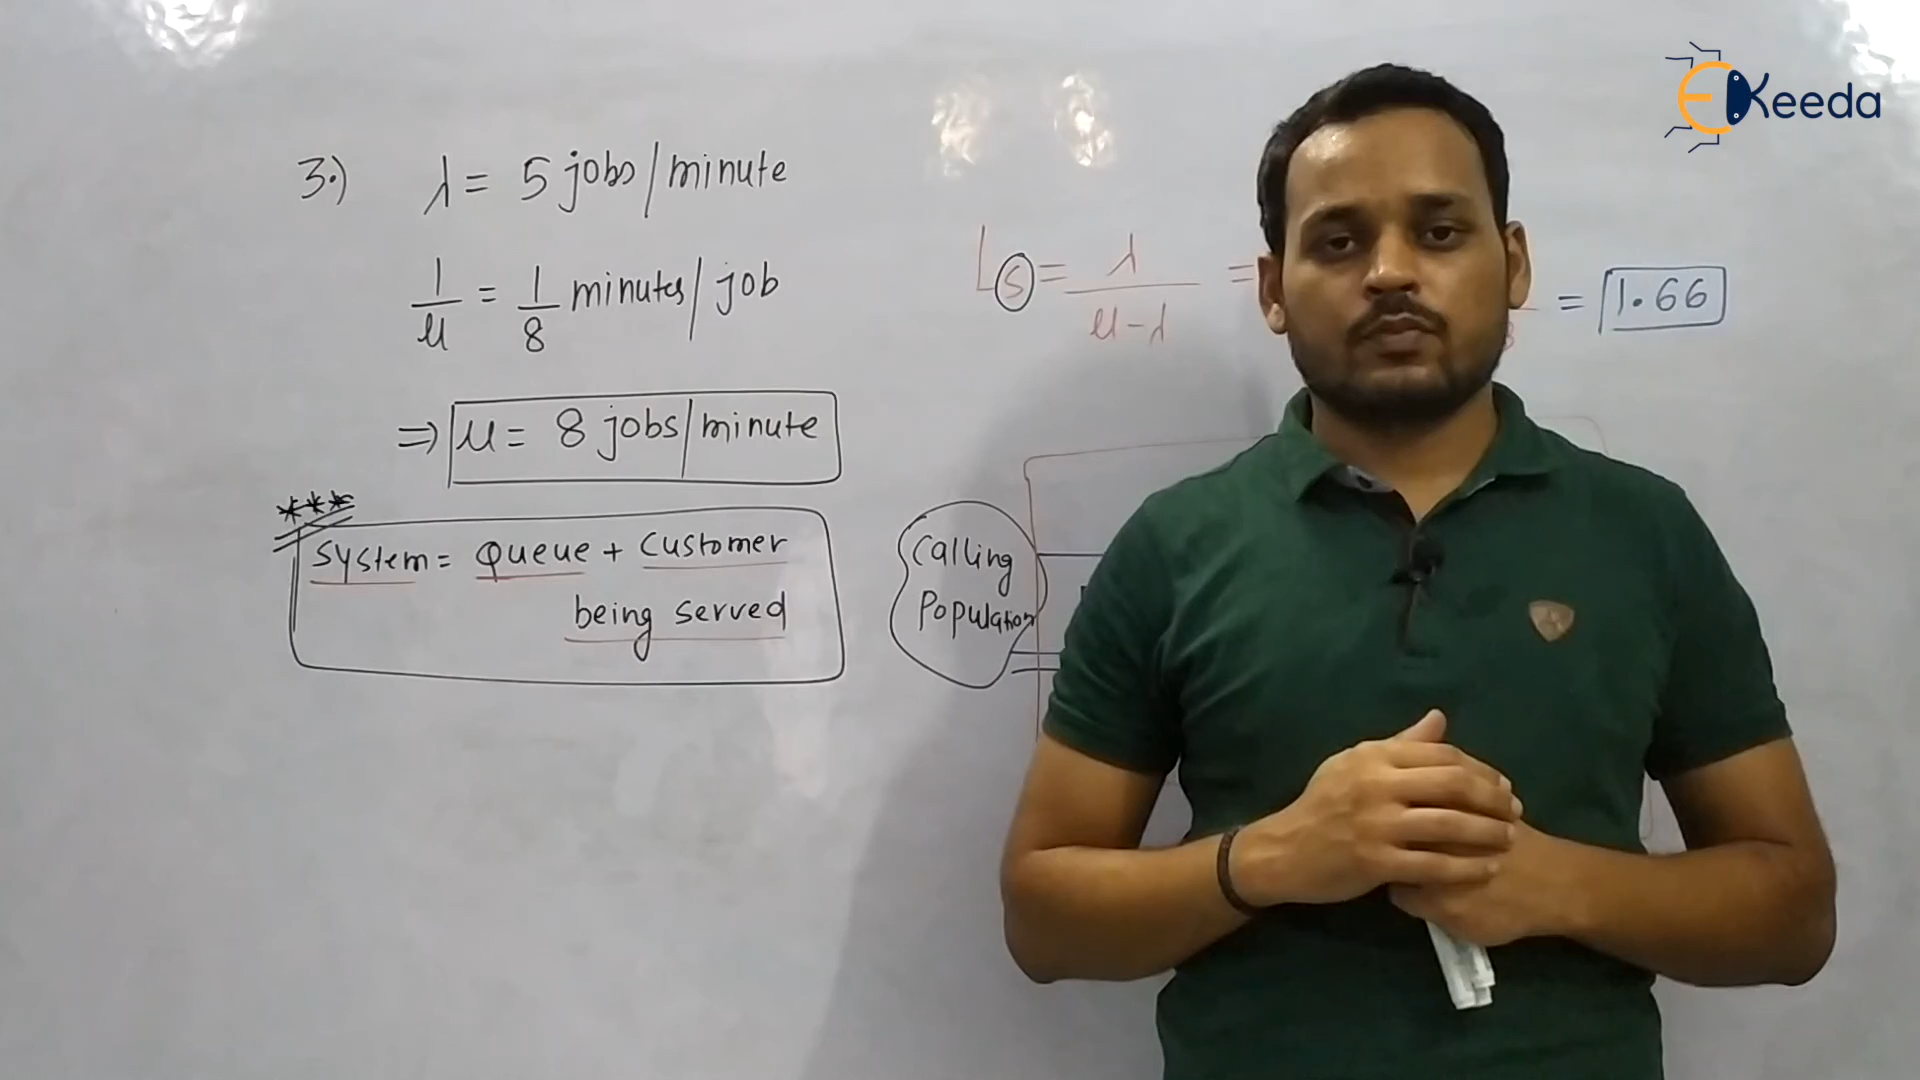 EKeeda
3.) λ = 5 jobs/minute
1/μ = 1/8 minutes/job
⇒ μ = 8 jobs/minute
***
System = Queue + Customer
being served
Ls = λ/(μ-λ) =
= 1.66
Calling
Population